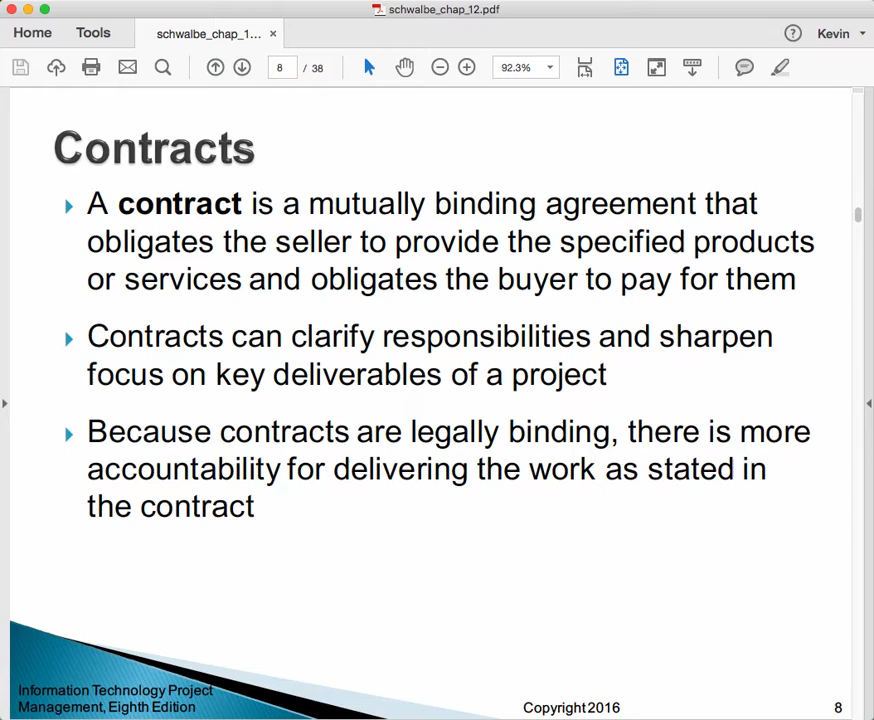 schwalbe_chap_12.pdf
Home Tools schwalbe_chap_1... × ? Kevin
8 / 38 92.3%
Contracts
A contract is a mutually binding agreement that
obligates the seller to provide the specified products
or services and obligates the buyer to pay for them
Contracts can clarify responsibilities and sharpen
focus on key deliverables of a project
Because contracts are legally binding, there is more
accountability for delivering the work as stated in
the contract
Information Technology Project
Management, Eighth Edition
Copyright 2016
8